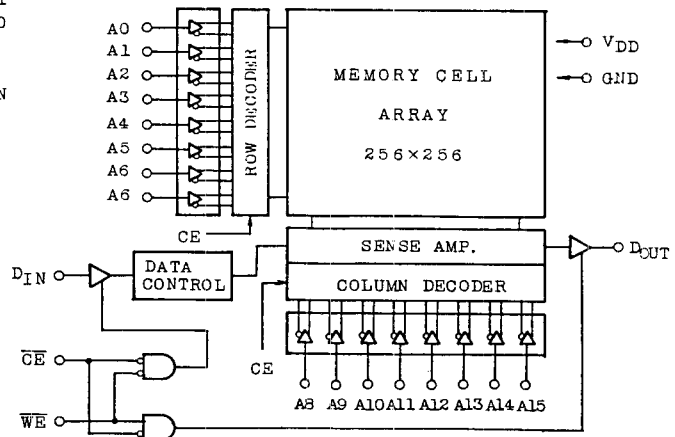 A0
A1
A2
A3
A4
A5
A6
A6
ROW DECODER
MEMORY CELL
ARRAY
256×256
VDD
GND
CE
DIN
DATA
CONTROL
SENSE AMP.
COLUMN DECODER
DOUT
CE
CE
WE
A8 A9 A10 A11 A12 A13 A14 A15